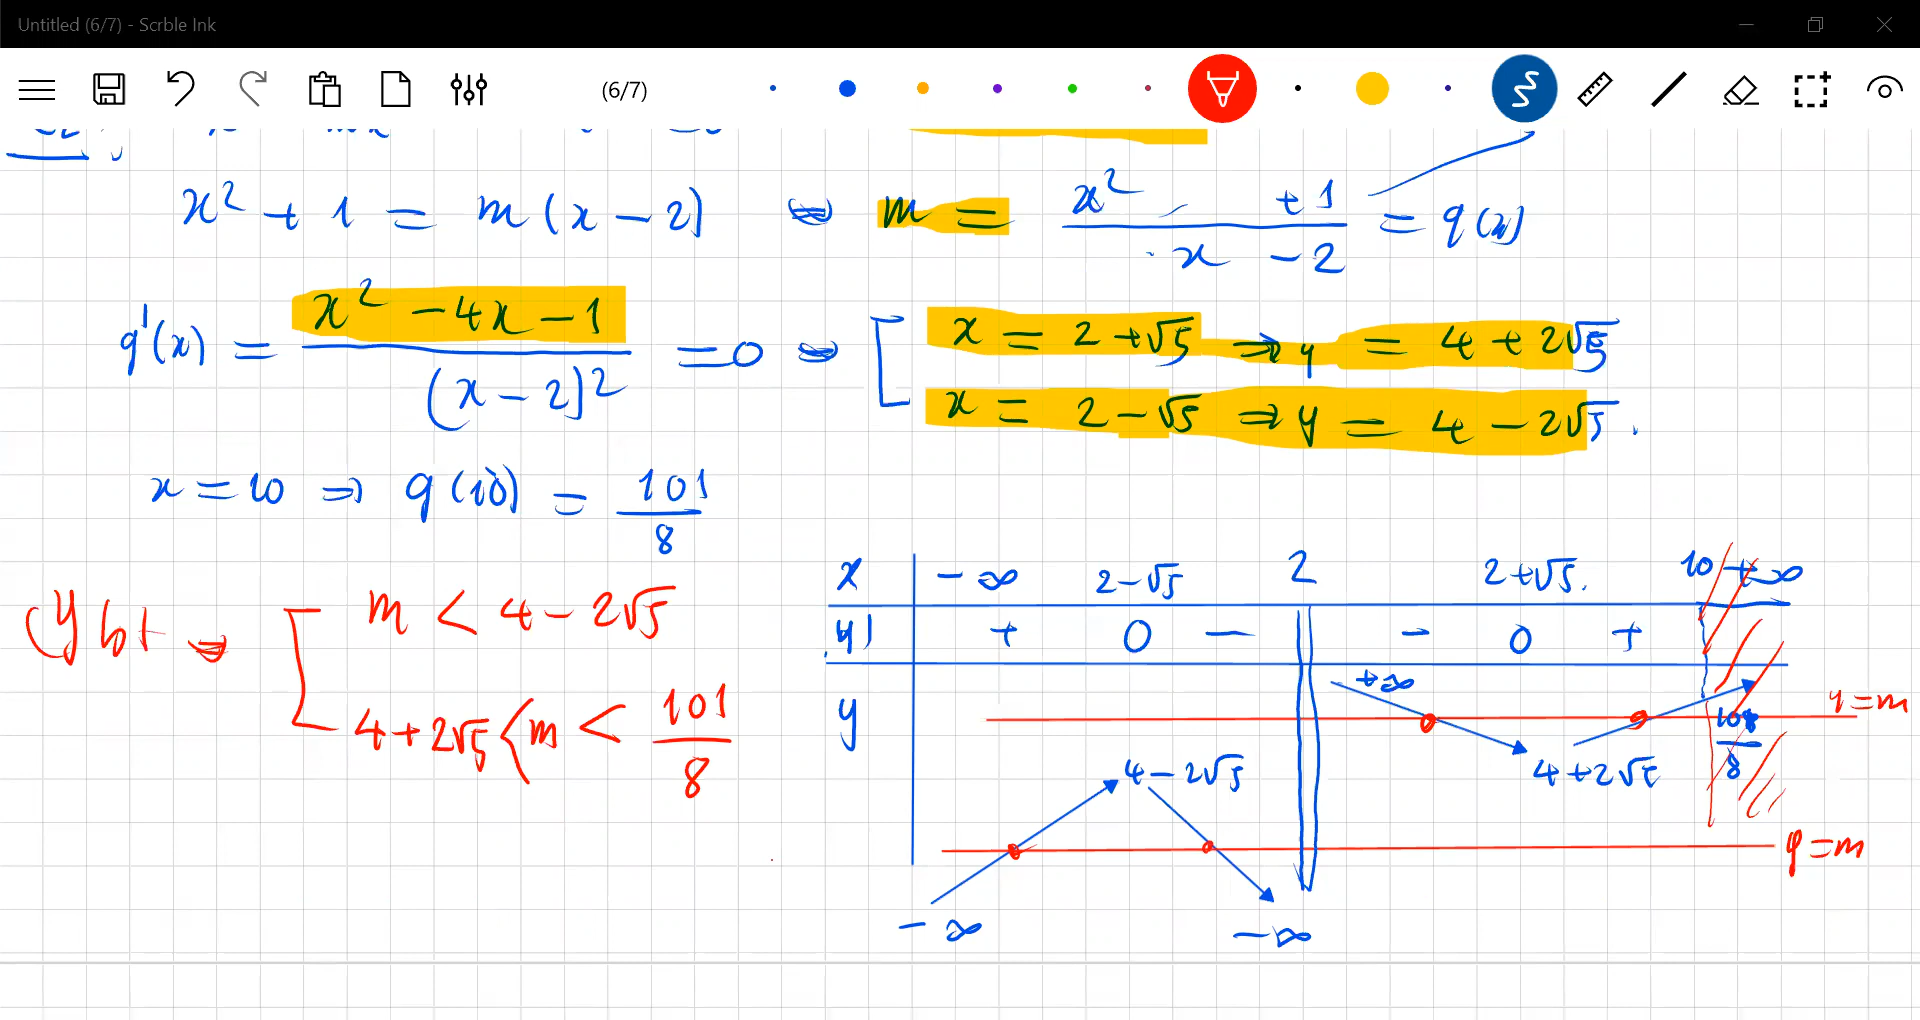 Untitled (6/7) - Scrble Ink
(6/7)
x² + 1 = m(x − 2) ⇔ m = (x² + 1)/(x − 2) = g(x)
g'(x) = (x² − 4x − 1)/(x − 2)² = 0 ⇔ [ x = 2 + √5 ⇒ y = 4 + 2√5
x = 2 − √5 ⇒ y = 4 − 2√5.
x = 10 ⇒ g(10) = 101/8
x | −∞ 2−√5 2 2+√5. 10 +∞
y' | + 0 − || − 0 +
y | +∞
y = m
4 − 2√5 4 + 2√5
y = m
−∞ −∞
Ybt ⇒ [ m < 4 − 2√5
4 + 2√5 < m < 101/8